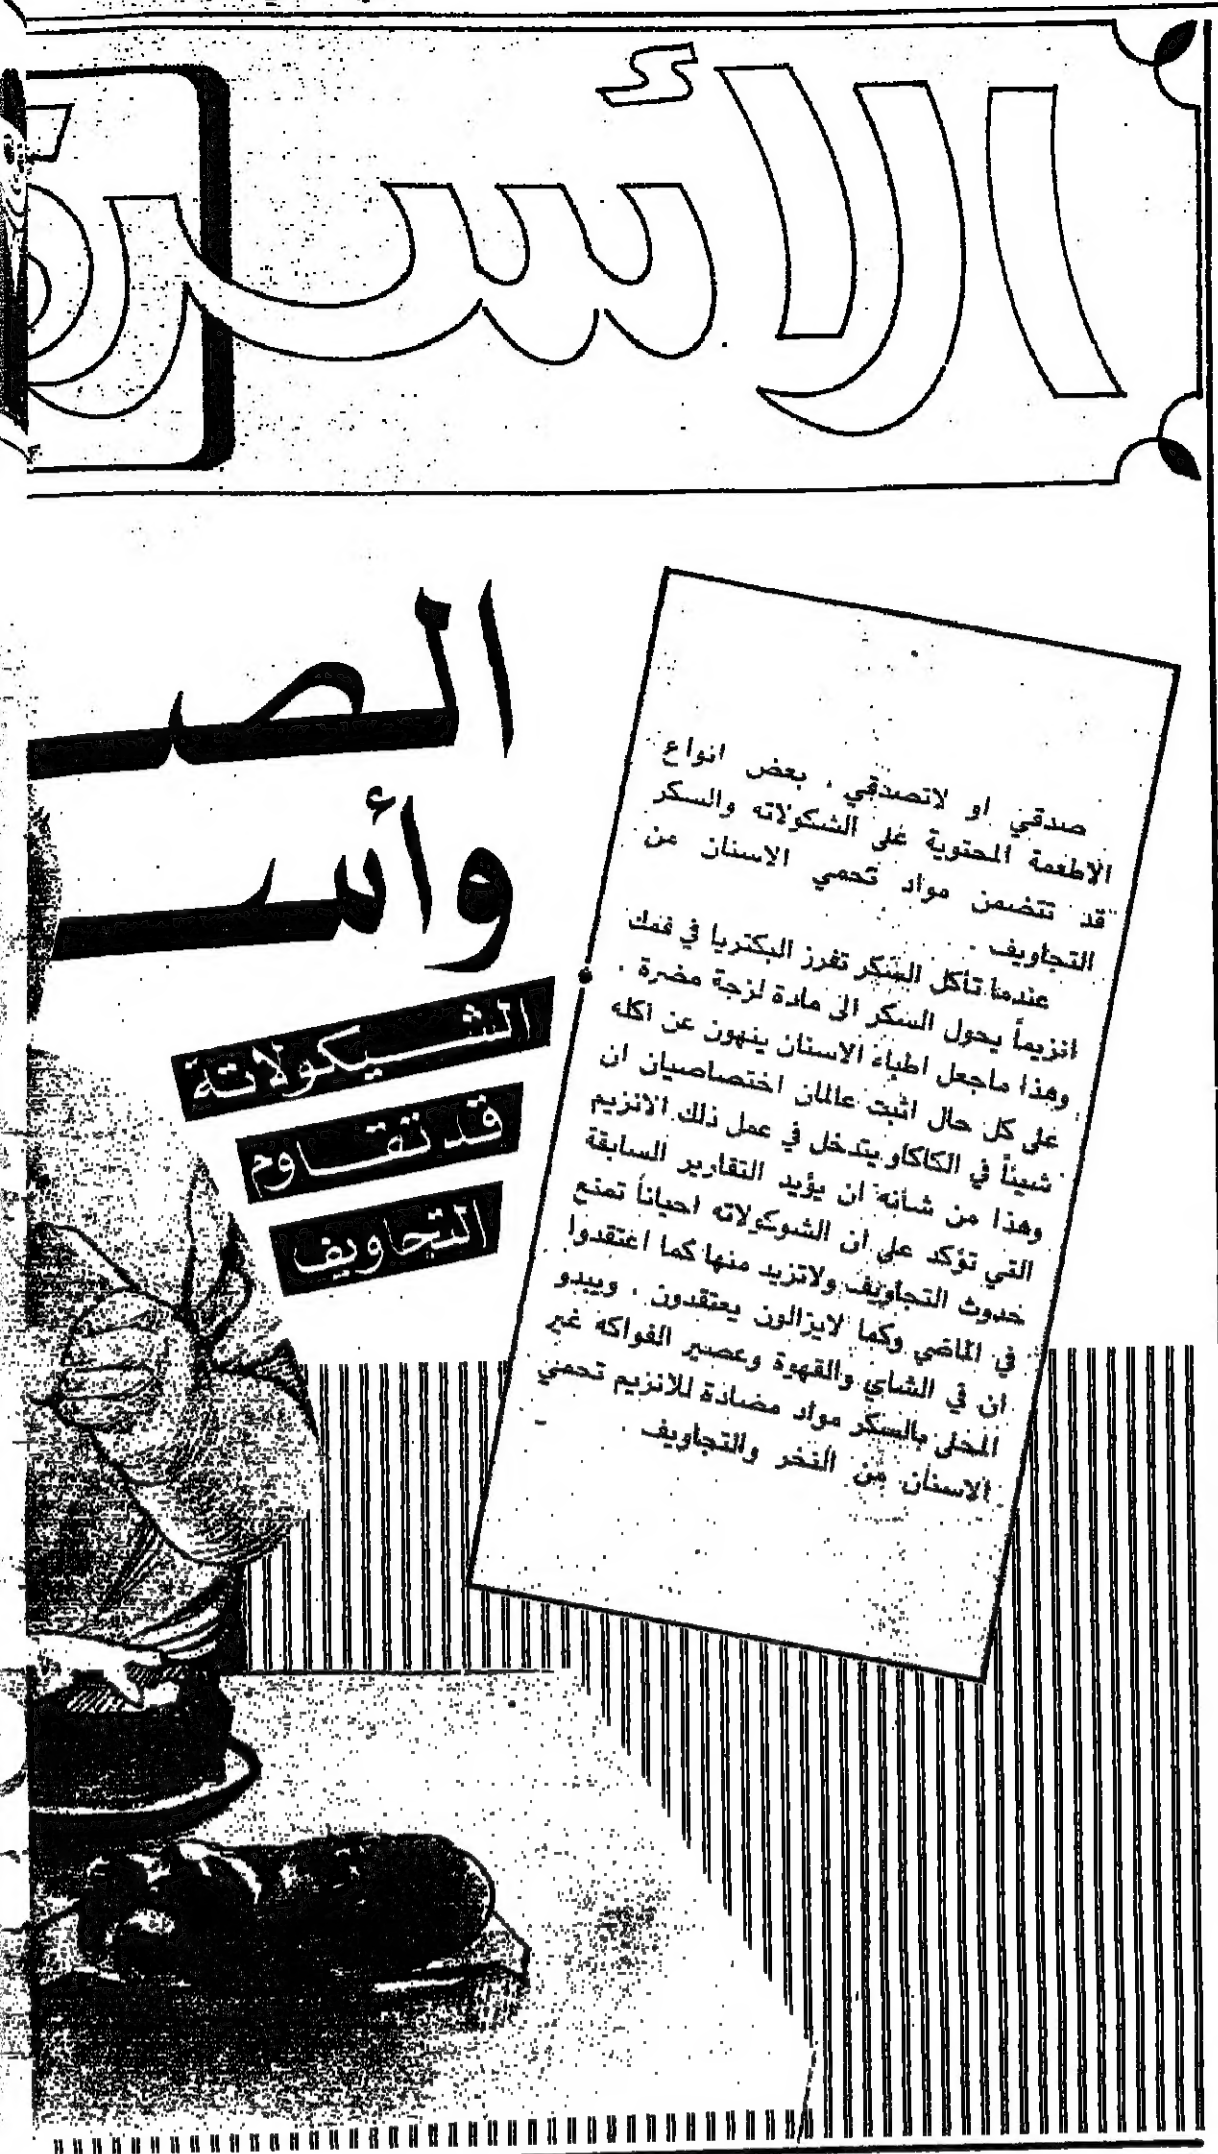 الأسرة
الصـ
وأسـ
الشـيكولاتة
قد تقـاوم
التجاويف
صدقي او لاتصدقي . بعض انواع
الاطعمة المحتوية على الشكولاته والسكر
قد تتضمن مواد تحمي الاسنان من
التجاويف .
عندما تأكل السكر تفرز البكتريا في فمك
انزيماً يحول السكر الى مادة لزجة مضرة .
وهذا ماجعل اطباء الاسنان ينهون عن اكله
على كل حال اثبت عالمان اختصاصيان ان
شيئاً في الكاكاو يتدخل في عمل ذلك الانزيم
وهذا من شأنه ان يؤيد التقارير السابقة
التي تؤكد على ان الشوكولاته احياناً تمنع
حدوث التجاويف ولاتزيد منها كما اعتقدوا
في الماضي وكما لايزالون يعتقدون . ويبدو
ان في الشاي والقهوة وعصير الفواكه غير
المحلى بالسكر مواد مضادة للانزيم تحمي
الاسنان من النخر والتجاويف .